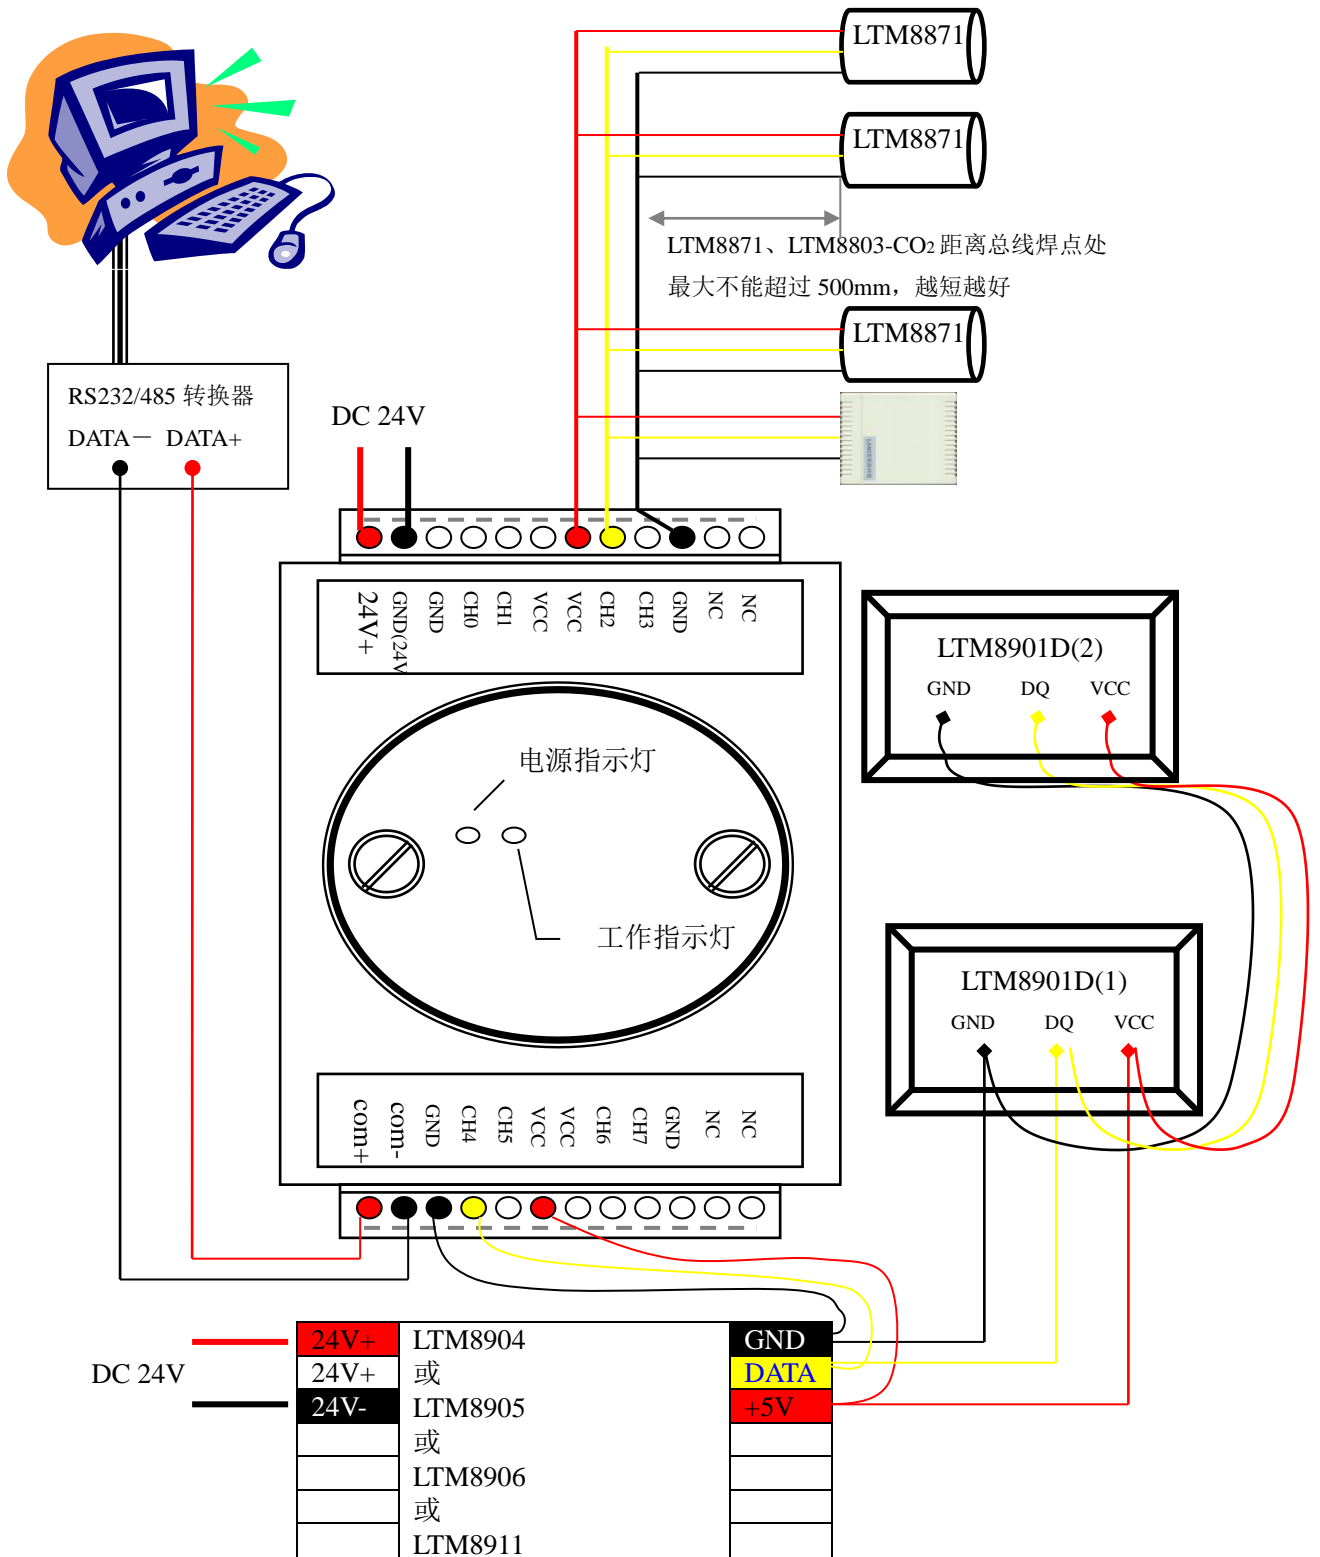 LTM8871
LTM8871
LTM8871、LTM8803-CO2 距离总线焊点处
最大不能超过 500mm，越短越好
LTM8871
RS232/485 转换器
DATA－ DATA+
DC 24V
24V+
GND(24V
GND
CH0
CH1
VCC
VCC
CH2
CH3
GND
NC
NC
LTM8901D(2)
GND DQ VCC
电源指示灯
工作指示灯
LTM8901D(1)
GND DQ VCC
com+
com-
GND
CH4
CH5
VCC
VCC
CH6
CH7
GND
NC
NC
DC 24V
24V+
24V+
24V-
LTM8904
或
LTM8905
或
LTM8906
或
LTM8911
GND
DATA
+5V